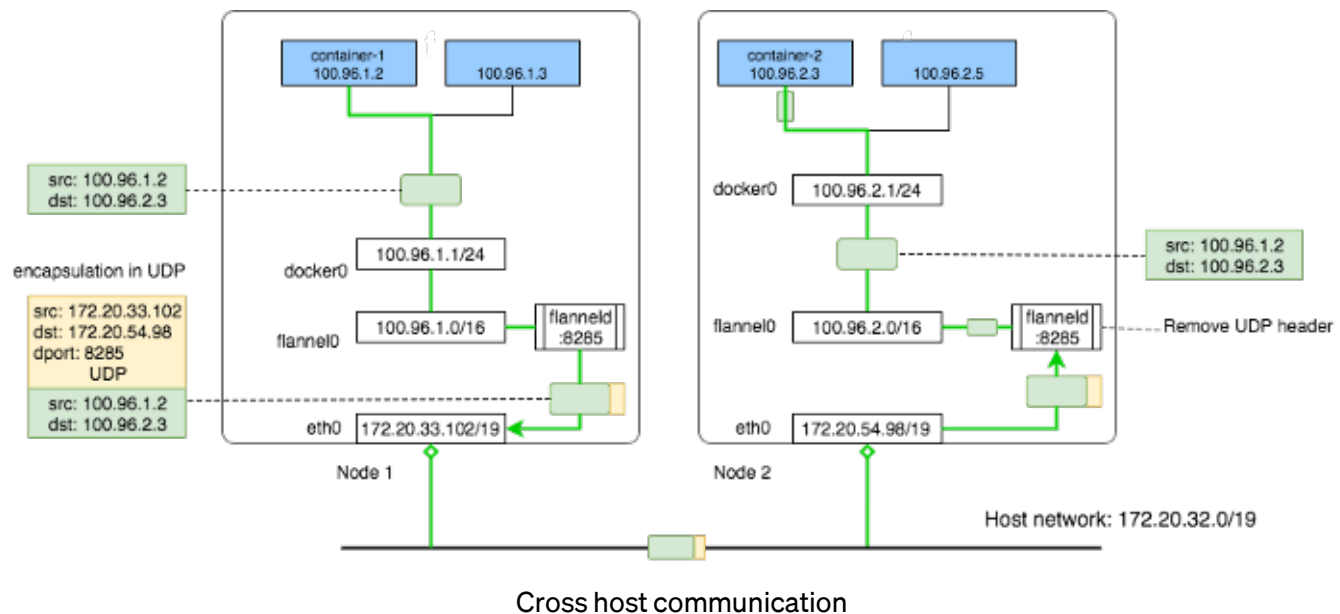 container-1
100.96.1.2
100.96.1.3
src: 100.96.1.2
dst: 100.96.2.3
100.96.1.1/24
docker0
encapsulation in UDP
src: 172.20.33.102
dst: 172.20.54.98
dport: 8285
UDP
src: 100.96.1.2
dst: 100.96.2.3
100.96.1.0/16
flannel0
flanneld
:8285
eth0
172.20.33.102/19
Node 1
container-2
100.96.2.3
100.96.2.5
docker0
100.96.2.1/24
src: 100.96.1.2
dst: 100.96.2.3
flannel0
100.96.2.0/16
flanneld
:8285
Remove UDP header
eth0
172.20.54.98/19
Node 2
Host network: 172.20.32.0/19
Cross host communication